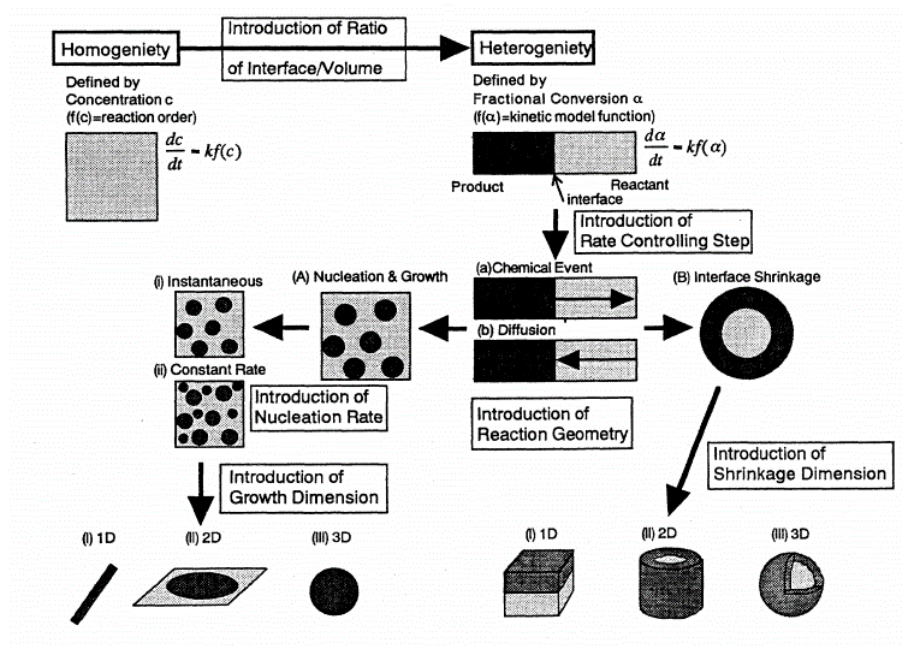 Homogeniety
Introduction of Ratio
of Interface/Volume
Heterogeniety
Defined by
Concentration c
(f(c)=reaction order)
dc/dt = kf(c)
Defined by
Fractional Conversion α
(f(α)=kinetic model function)
dα/dt = kf(α)
Product
Reactant
interface
Introduction of
Rate Controlling Step
(a)Chemical Event
(b) Diffusion
(A) Nucleation & Growth
(i) Instantaneous
(ii) Constant Rate
(B) Interface Shrinkage
Introduction of
Nucleation Rate
Introduction of
Reaction Geometry
Introduction of
Growth Dimension
Introduction of
Shrinkage Dimension
(I) 1D
(II) 2D
(III) 3D
(I) 1D
(II) 2D
(iii) 3D